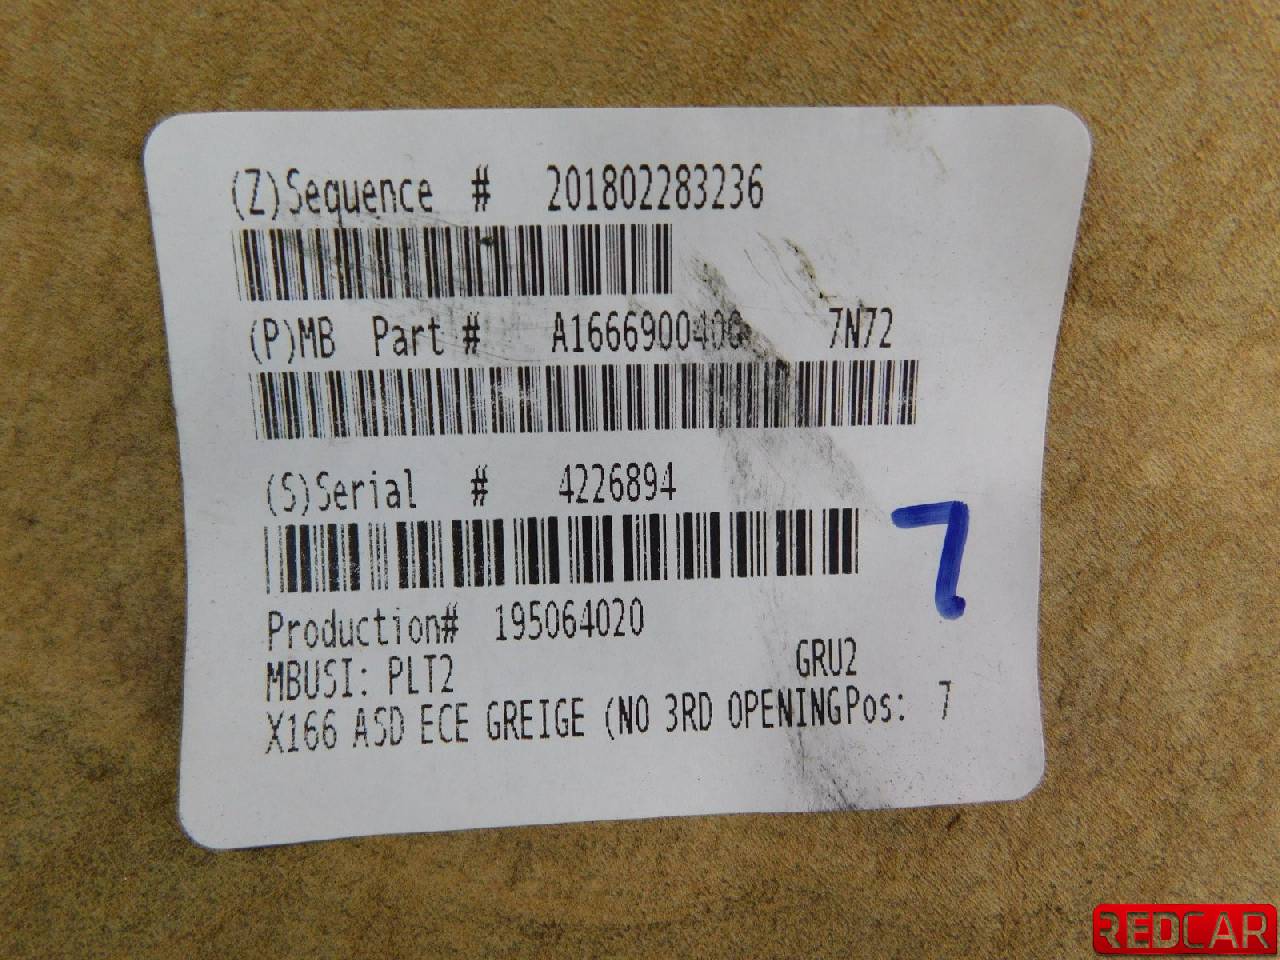 (Z)Sequence # 201802283236
(P)MB Part # A1666900400 7N72
(S)Serial # 4226894
7
Production# 195064020
MBUSI: PLT2 GRU2
X166 ASD ECE GREIGE (NO 3RD OPENINGPos: 7
REDCAR